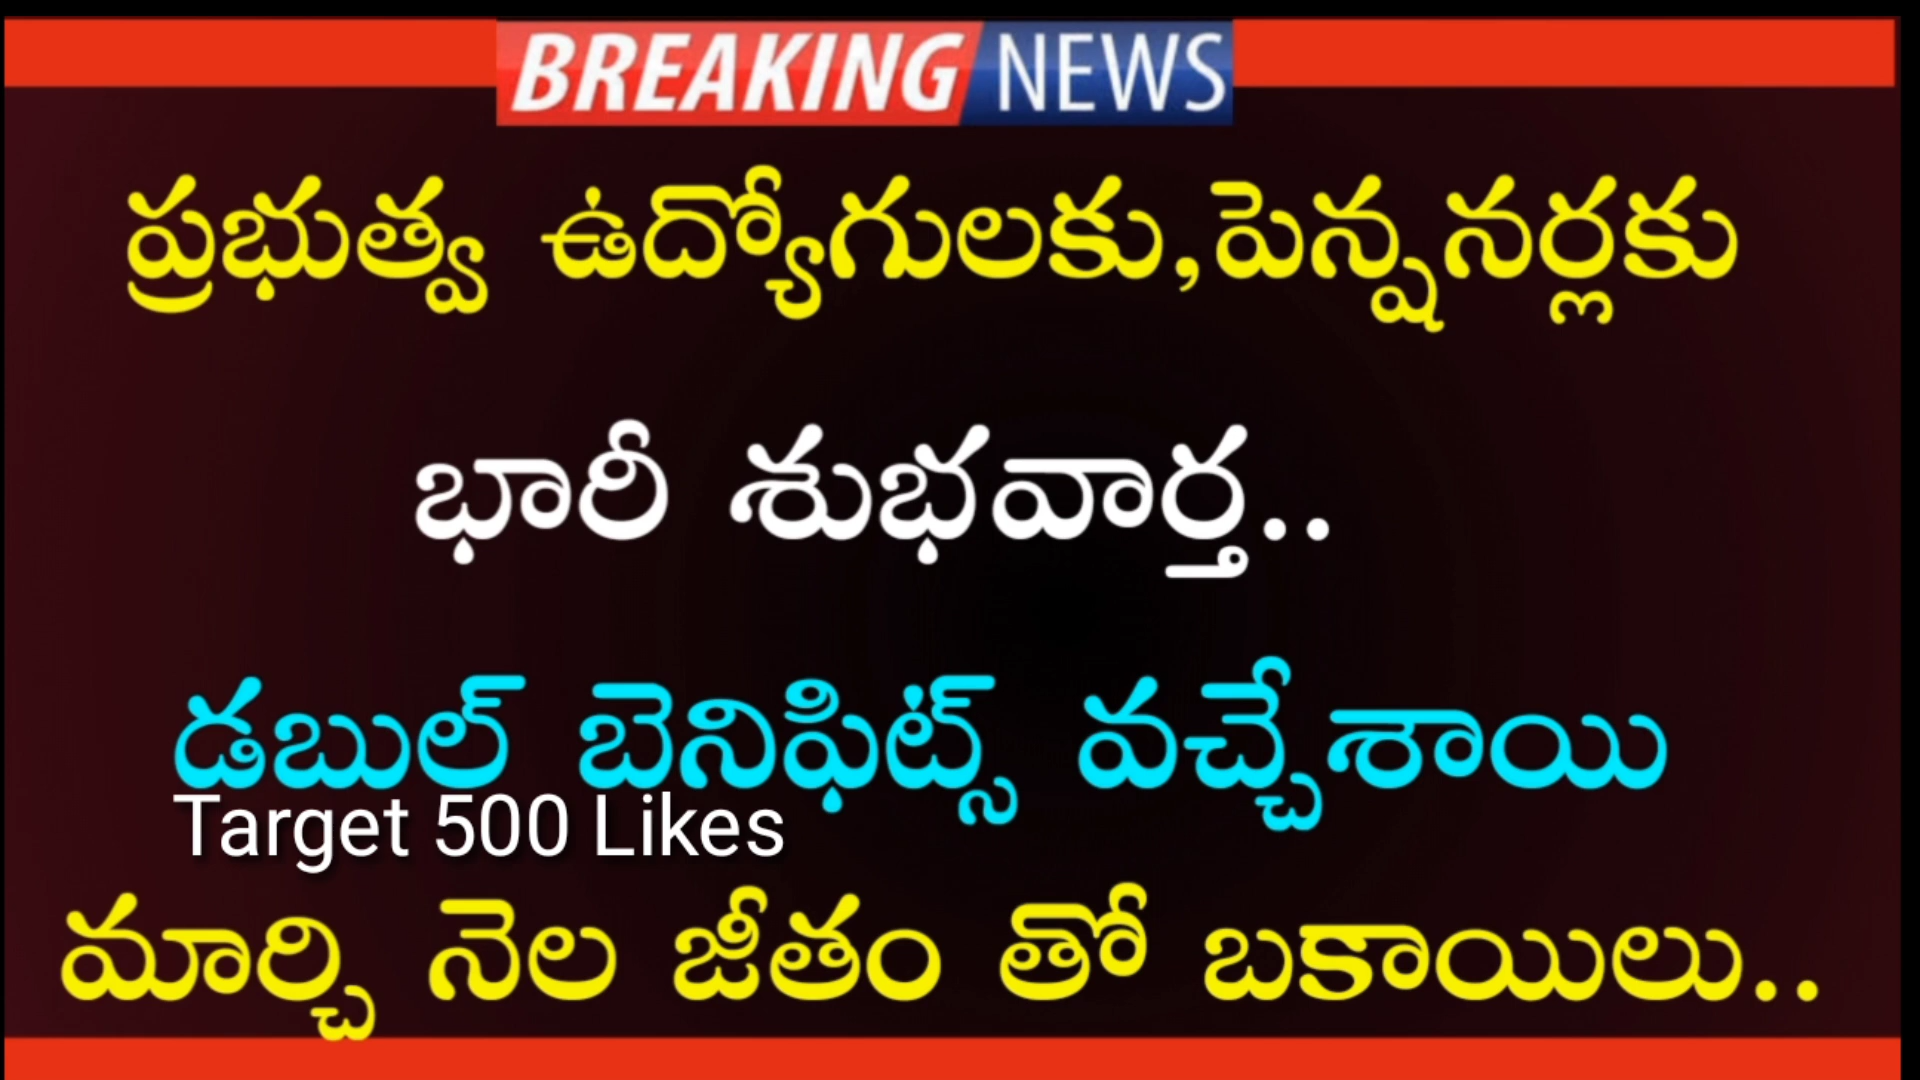 BREAKING NEWS
ప్రభుత్వ ఉద్యోగులకు,పెన్షనర్లకు
భారీ శుభవార్త..
డబుల్ బెనిఫిట్స్ వచ్చేశాయి
Target 500 Likes
మార్చి నెల జీతం తో బకాయిలు..